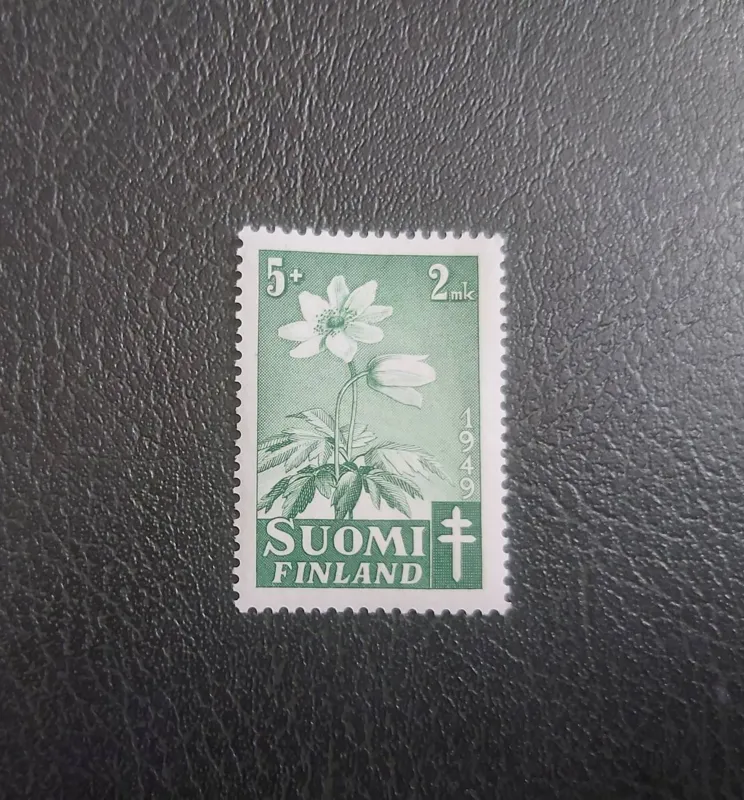 5+ 2mk
1949
SUOMI
FINLAND